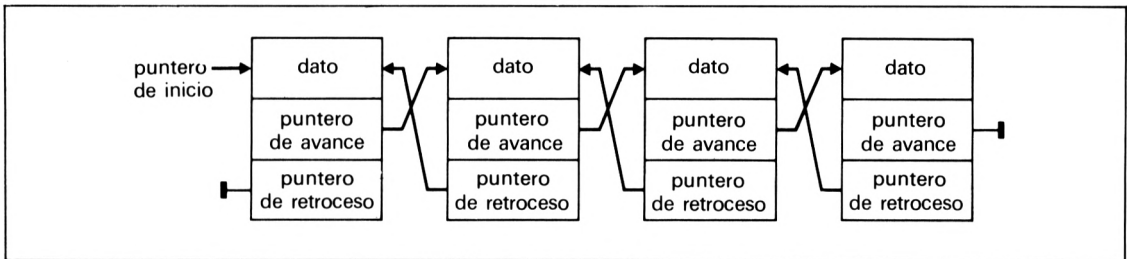 puntero
de inicio
dato
puntero
de avance
puntero
de retroceso
dato
puntero
de avance
puntero
de retroceso
dato
puntero
de avance
puntero
de retroceso
dato
puntero
de avance
puntero
de retroceso